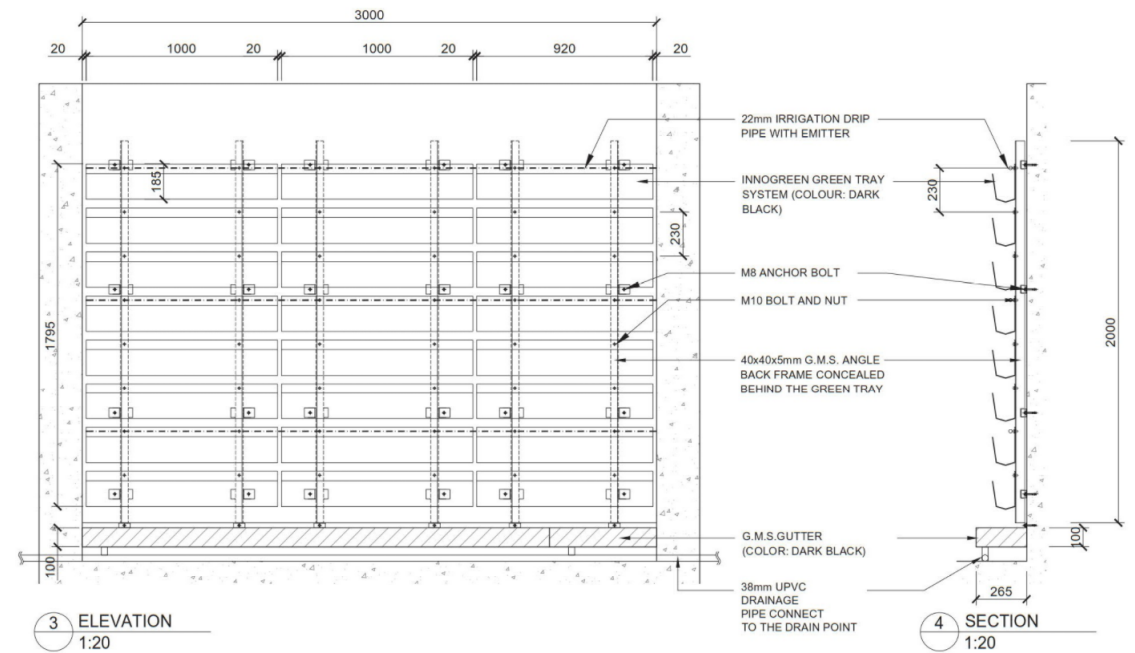 3000
20 1000 20 1000 20 920 20
22mm IRRIGATION DRIP
PIPE WITH EMITTER
INNOGREEN GREEN TRAY
SYSTEM (COLOUR: DARK
BLACK)
185
230
230
M8 ANCHOR BOLT
M10 BOLT AND NUT
1795
2000
40x40x5mm G.M.S. ANGLE
BACK FRAME CONCEALED
BEHIND THE GREEN TRAY
G.M.S.GUTTER
(COLOR: DARK BLACK)
100
100
38mm UPVC
DRAINAGE
PIPE CONNECT
TO THE DRAIN POINT
265
3 ELEVATION
1:20
4 SECTION
1:20